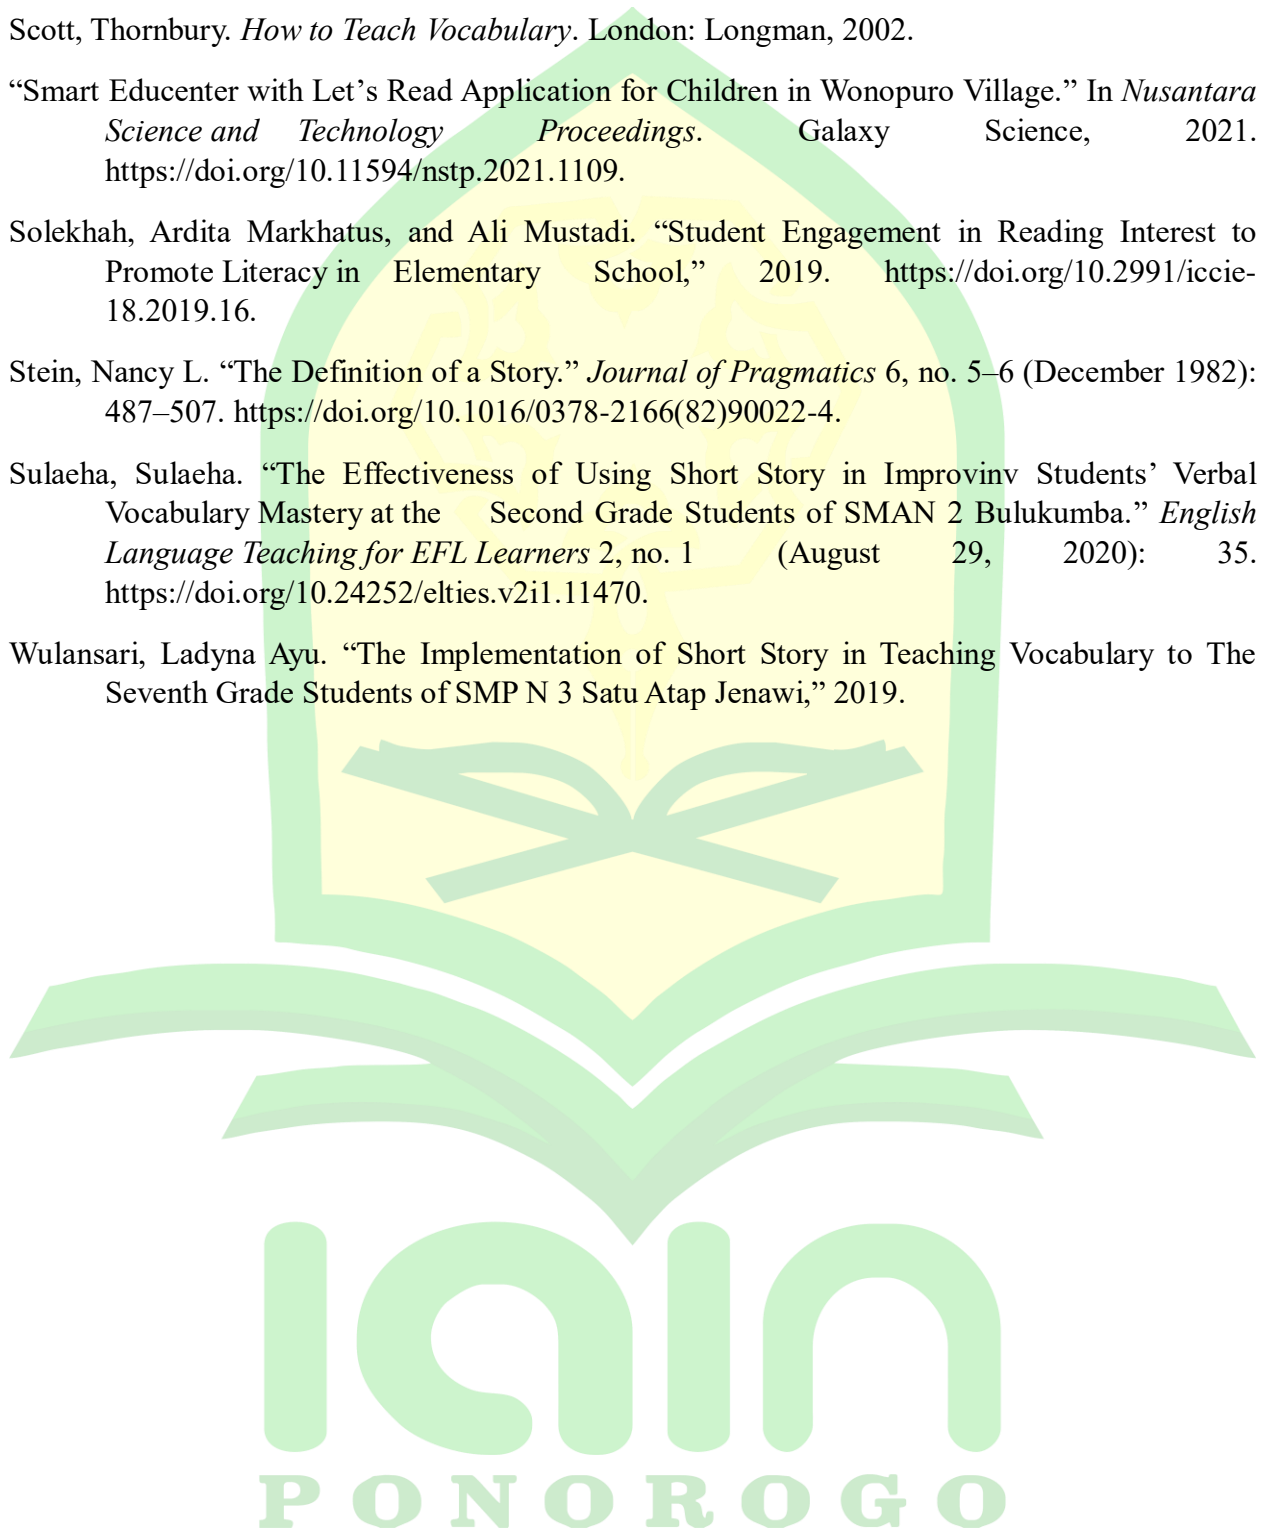 Scott, Thornbury. How to Teach Vocabulary. London: Longman, 2002.
“Smart Educenter with Let’s Read Application for Children in Wonopuro Village.” In Nusantara
Science and Technology Proceedings. Galaxy Science, 2021.
https://doi.org/10.11594/nstp.2021.1109.
Solekhah, Ardita Markhatus, and Ali Mustadi. “Student Engagement in Reading Interest to
Promote Literacy in Elementary School,” 2019. https://doi.org/10.2991/iccie-
18.2019.16.
Stein, Nancy L. “The Definition of a Story.” Journal of Pragmatics 6, no. 5–6 (December 1982):
487–507. https://doi.org/10.1016/0378-2166(82)90022-4.
Sulaeha, Sulaeha. “The Effectiveness of Using Short Story in Improvinv Students’ Verbal
Vocabulary Mastery at the Second Grade Students of SMAN 2 Bulukumba.” English
Language Teaching for EFL Learners 2, no. 1 (August 29, 2020): 35.
https://doi.org/10.24252/elties.v2i1.11470.
Wulansari, Ladyna Ayu. “The Implementation of Short Story in Teaching Vocabulary to The
Seventh Grade Students of SMP N 3 Satu Atap Jenawi,” 2019.
iain
PONOROGO